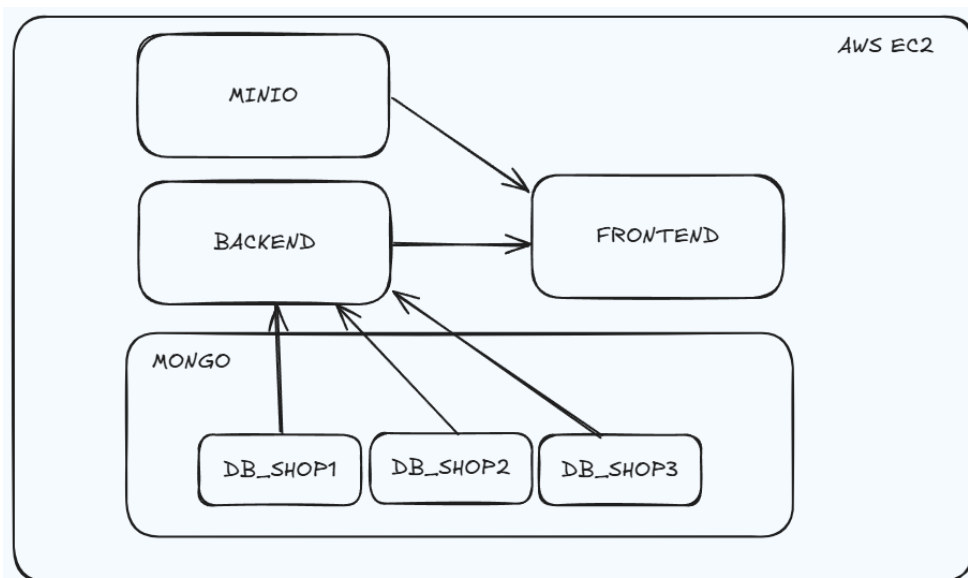 AWS EC2
MINIO
BACKEND
FRONTEND
MONGO
DB_SHOP1
DB_SHOP2
DB_SHOP3